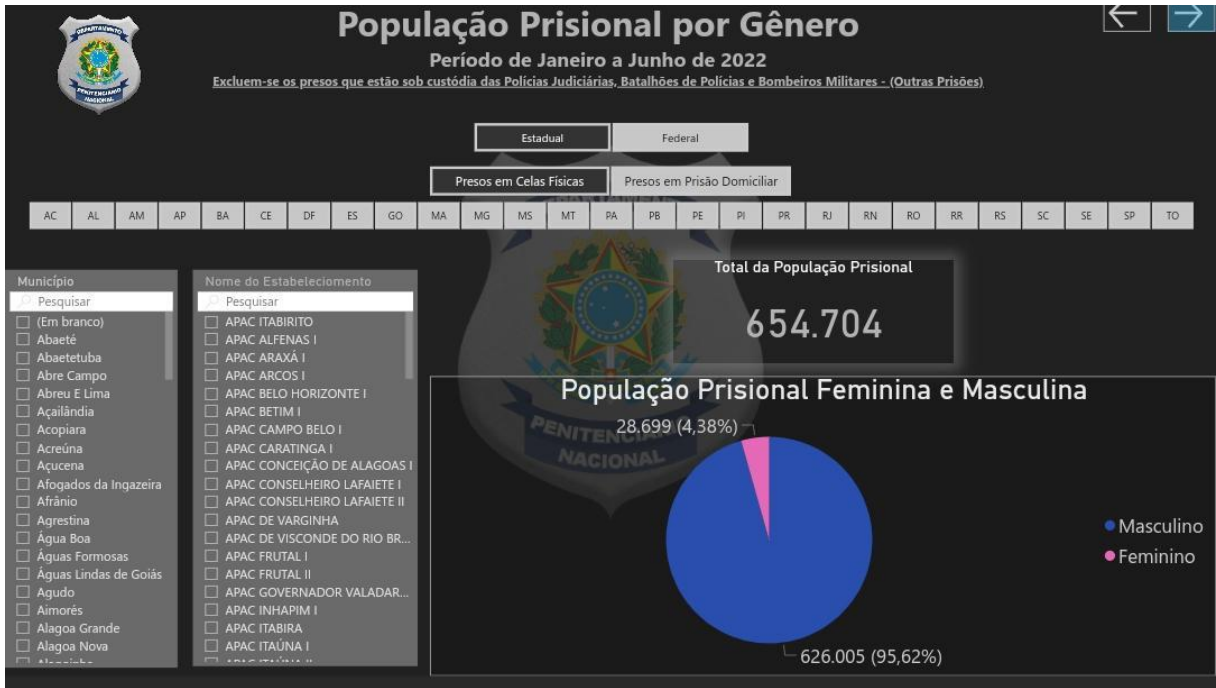 População Prisional por Gênero
Período de Janeiro a Junho de 2022
Excluem-se os presos que estão sob custódia das Polícias Judiciárias, Batalhões de Polícias e Bombeiros Militares - (Outras Prisões)
DEPARTAMENTO
PENITENCIÁRIO
NACIONAL
Estadual Federal
Presos em Celas Físicas Presos em Prisão Domiciliar
AC AL AM AP BA CE DF ES GO MA MG MS MT PA PB PE PI PR RJ RN RO RR RS SC SE SP TO
Município
Pesquisar
(Em branco)
Abaeté
Abaetetuba
Abre Campo
Abreu E Lima
Açailândia
Acopiara
Acreúna
Açucena
Afogados da Ingazeira
Afrânio
Agrestina
Água Boa
Águas Formosas
Águas Lindas de Goiás
Agudo
Aimorés
Alagoa Grande
Alagoa Nova
Nome do Estabeleciomento
Pesquisar
APAC ITABIRITO
APAC ALFENAS I
APAC ARAXÁ I
APAC ARCOS I
APAC BELO HORIZONTE I
APAC BETIM I
APAC CAMPO BELO I
APAC CARATINGA I
APAC CONCEIÇÃO DE ALAGOAS I
APAC CONSELHEIRO LAFAIETE I
APAC CONSELHEIRO LAFAIETE II
APAC DE VARGINHA
APAC DE VISCONDE DO RIO BR...
APAC FRUTAL I
APAC FRUTAL II
APAC GOVERNADOR VALADAR...
APAC INHAPIM I
APAC ITABIRA
APAC ITAÚNA I
Total da População Prisional
654.704
População Prisional Feminina e Masculina
28.699 (4,38%)
Masculino
Feminino
626.005 (95,62%)
PENITENCIÁRIO
NACIONAL